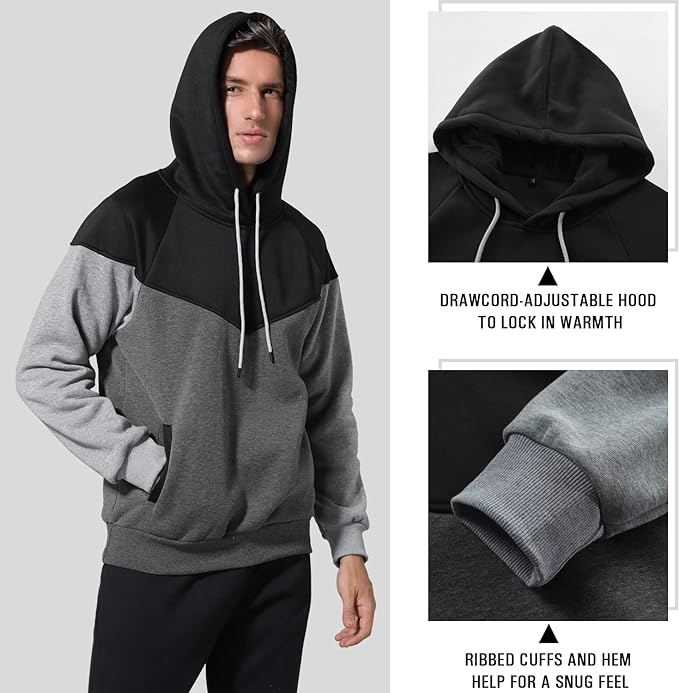 DRAWCORD-ADJUSTABLE HOOD
TO LOCK IN WARMTH
RIBBED CUFFS AND HEM
HELP FOR A SNUG FEEL